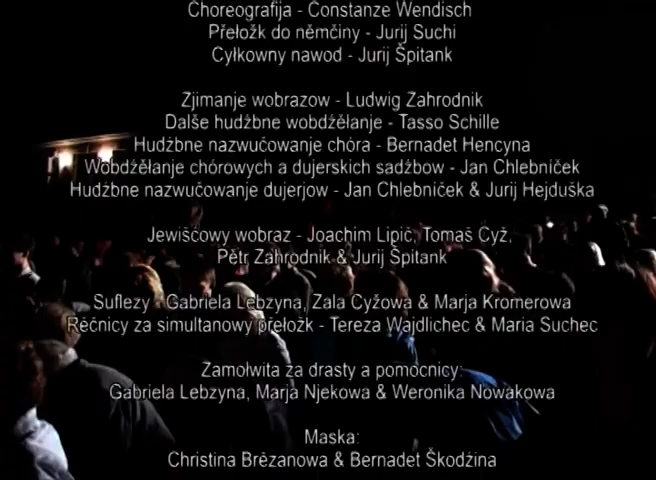 Choreografija - Constanze Wendisch
Přełožk do němčiny - Jurij Suchi
Cyłkowny nawod - Jurij Špitank
Zjimanje wobrazow - Ludwig Zahrodnik
Dalše hudźbne wobdźěłanje - Tasso Schille
Hudźbne nazwučowanje chóra - Bernadet Hencyna
Wobdźěłanje chórowych a dujerskich sadźbow - Jan Chlebníček
Hudźbne nazwučowanje dujerjow - Jan Chlebníček & Jurij Hejduška
Jewišćowy wobraz - Joachim Lipič, Tomaš Cyž,
Pětr Zahrodnik & Jurij Špitank
Suflezy - Gabriela Lebzyna, Zala Cyžowa & Marja Kromerowa
Rěčnicy za simultanowy přełožk - Tereza Wajdlichec & Maria Suchec
Zamołwita za drasty a pomocnicy:
Gabriela Lebzyna, Marja Njekowa & Weronika Nowakowa
Maska:
Christina Brězanowa & Bernadet Škodźina